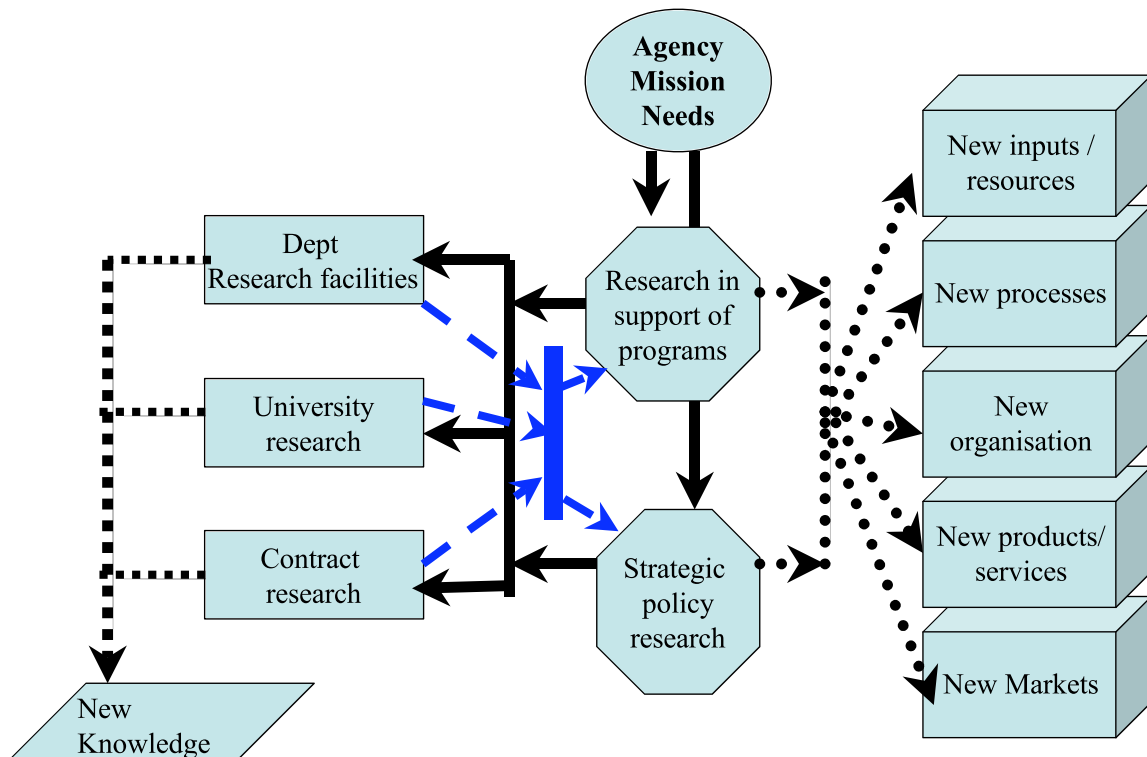 Agency
Mission
Needs
New inputs /
resources
Dept
Research facilities
Research in
support of
programs
New processes
University
research
New
organisation
Contract
research
Strategic
policy
research
New products/
services
New Markets
New
Knowledge